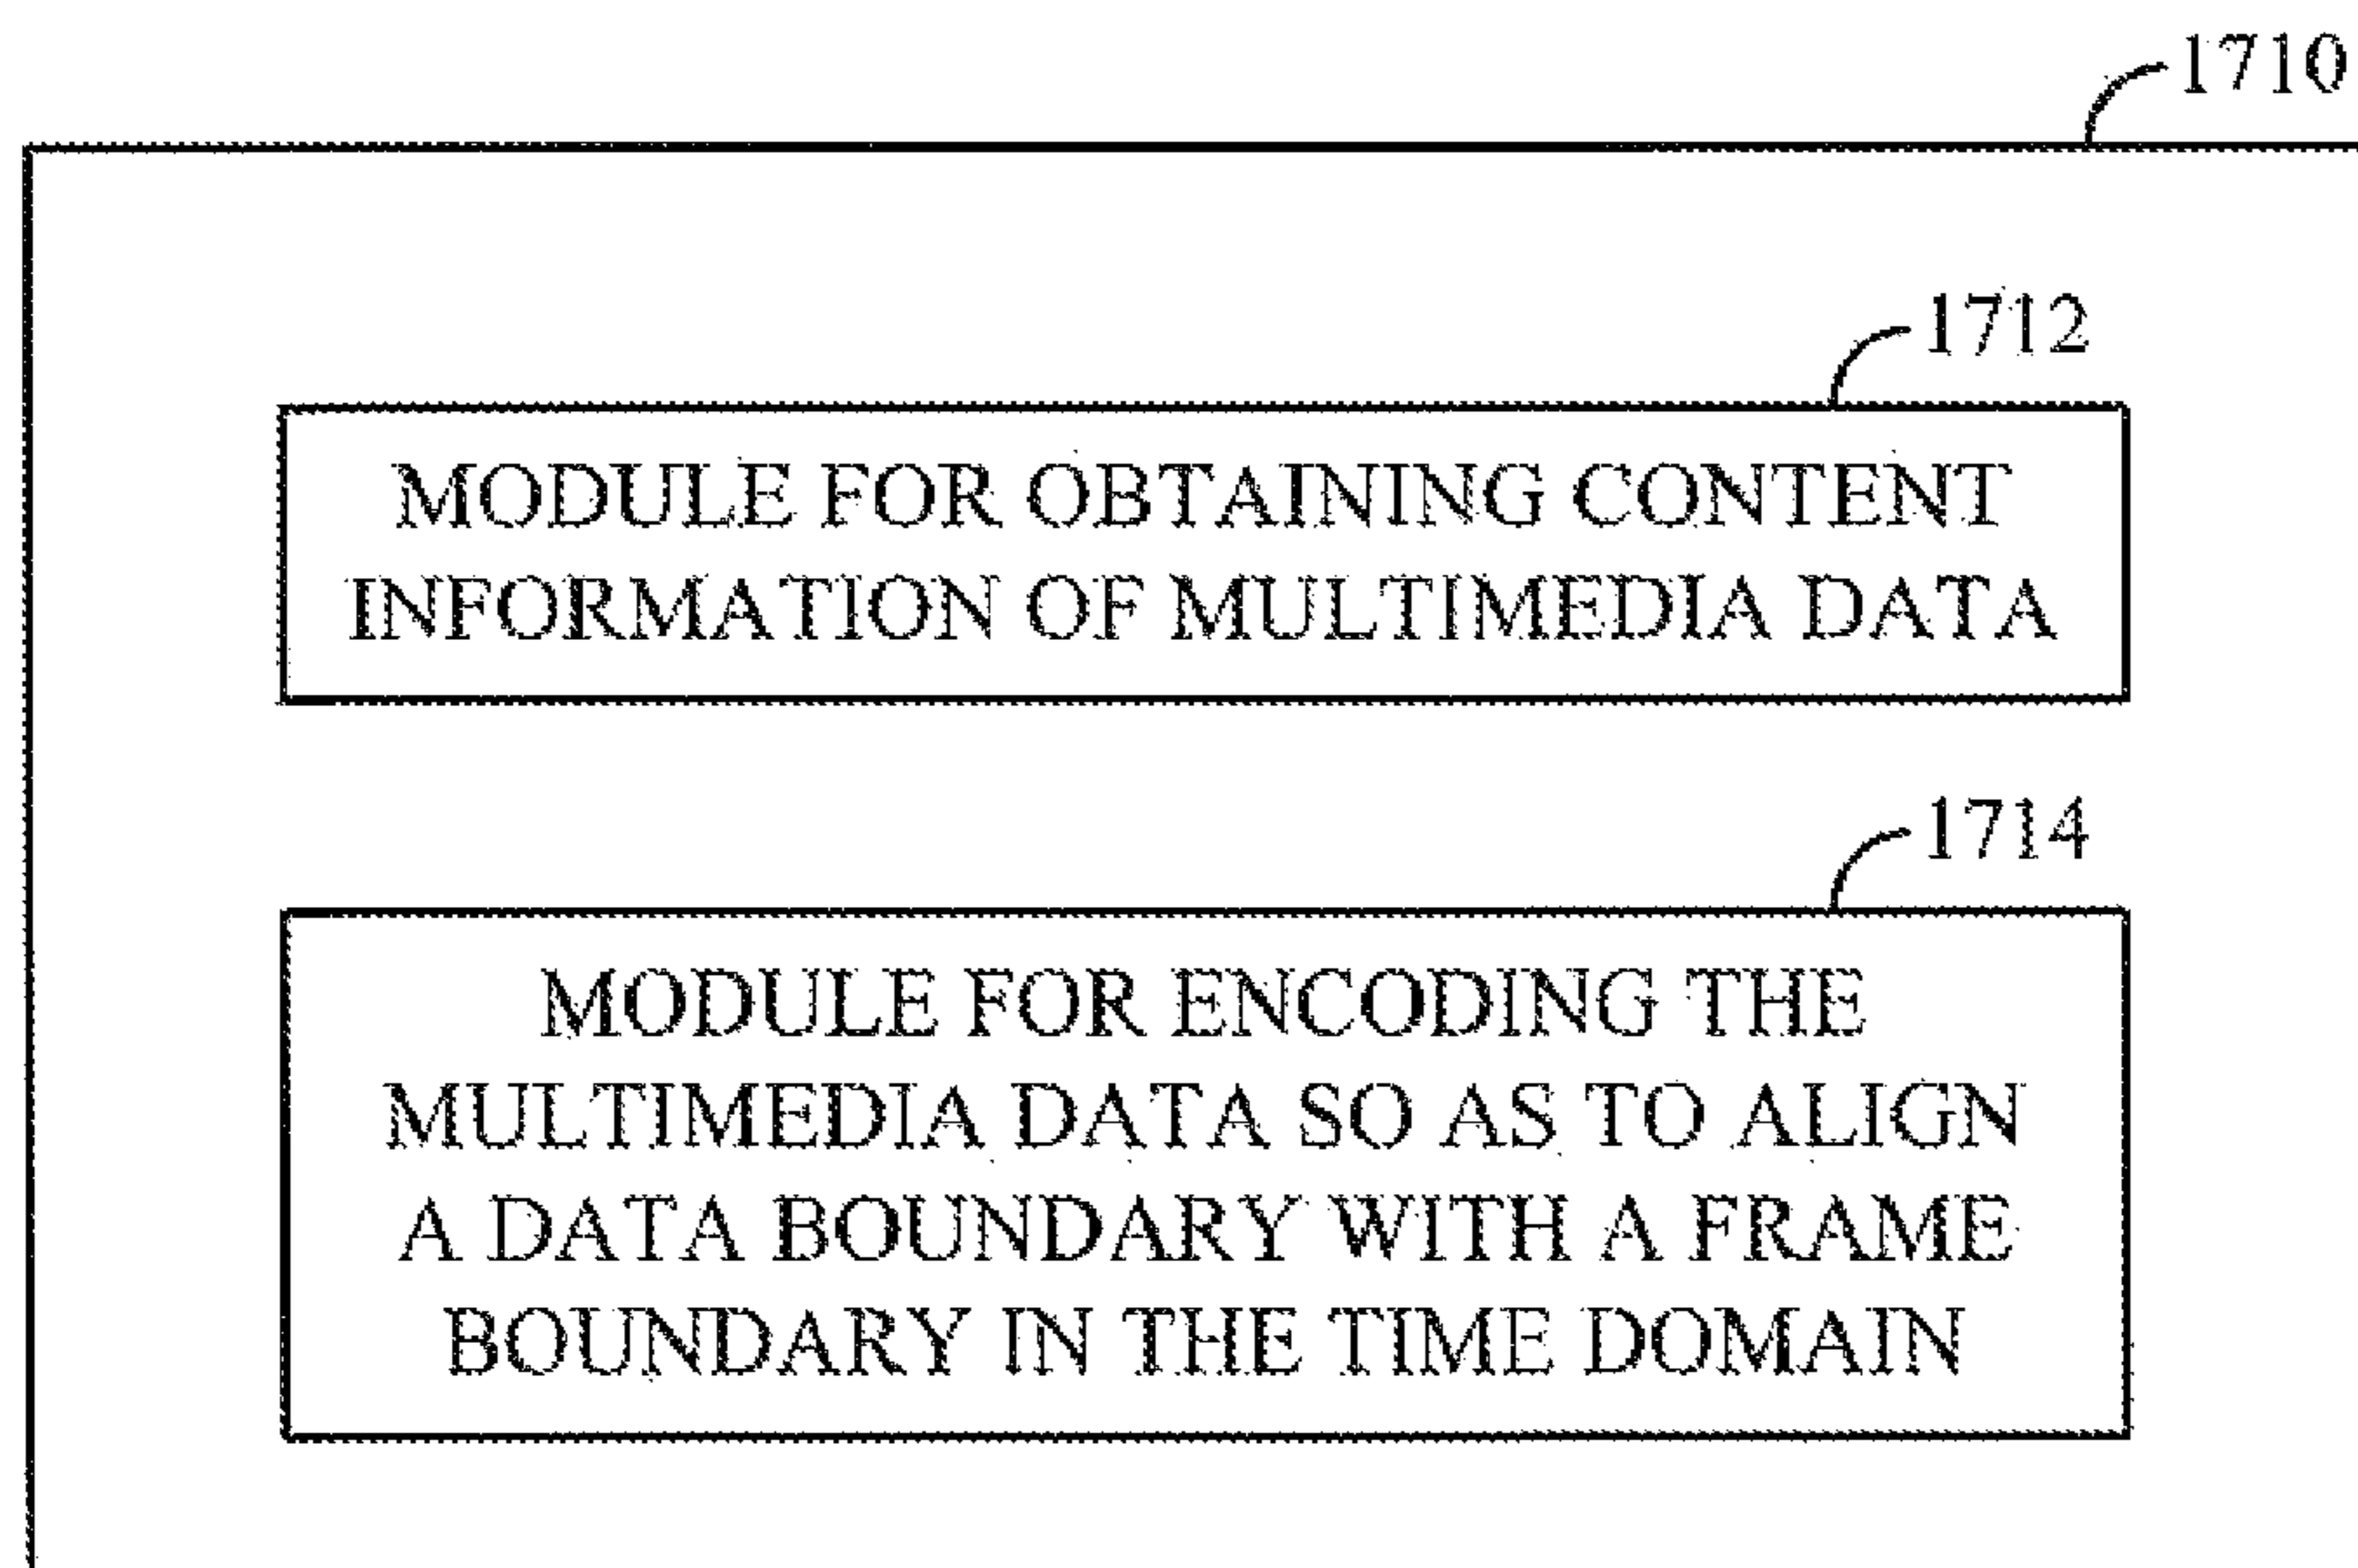 1710
1712
MODULE FOR OBTAINING CONTENT
INFORMATION OF MULTIMEDIA DATA
1714
MODULE FOR ENCODING THE
MULTIMEDIA DATA SO AS TO ALIGN
A DATA BOUNDARY WITH A FRAME
BOUNDARY IN THE TIME DOMAIN